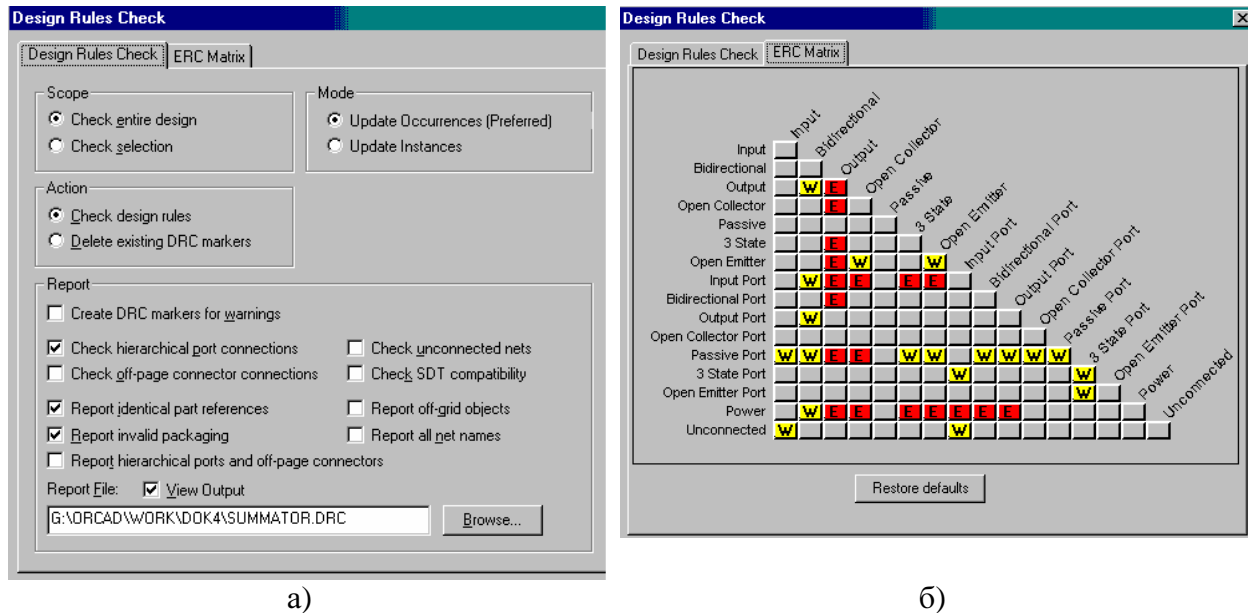 Design Rules Check
Design Rules Check ERC Matrix
Scope
Check entire design
Check selection
Mode
Update Occurrences (Preferred)
Update Instances
Action
Check design rules
Delete existing DRC markers
Report
Create DRC markers for warnings
Check hierarchical port connections
Check unconnected nets
Check off-page connector connections
Check SDT compatibility
Report identical part references
Report off-grid objects
Report invalid packaging
Report all net names
Report hierarchical ports and off-page connectors
Report File: View Output
G:\ORCAD\WORK\DOK4\SUMMATOR.DRC
Browse...
а)
Design Rules Check
Design Rules Check ERC Matrix
Input
Bidirectional
Output
Open Collector
Passive
3 State
Open Emitter
Input Port
Bidirectional Port
Output Port
Open Collector Port
Passive Port
3 State Port
Open Emitter Port
Power
Unconnected
Input
Bidirectional
Output W E
Open Collector E
Passive
3 State E
Open Emitter E W W
Input Port W E E E E
Bidirectional Port E
Output Port W
Open Collector Port
Passive Port W W E E W W W W W W
3 State Port W W
Open Emitter Port W
Power W E E E E E E E
Unconnected W W
Restore defaults
б)